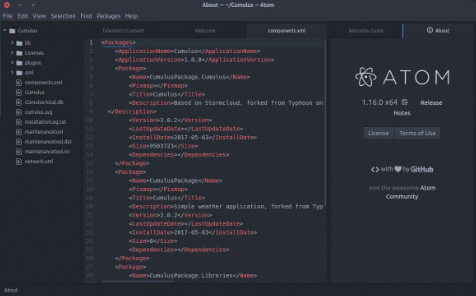 About — ~/Cumulus — Atom
File Edit View Selection Find Packages Help
Cumulus
lib
Licenses
plugins
qml
components.xml
Cumulus
Cumulus-local.db
cumulus.svg
InstallationLog.txt
maintenancetool
maintenancetool.dat
maintenancetool.ini
network.xml
Telemetry Consent
Welcome
components.xml
Welcome Guide
About
1 <Packages>
2 <ApplicationName>Cumulus</ApplicationName>
3 <ApplicationVersion>1.0.0</ApplicationVersion>
4 <Package>
5 <Name>CumulusPackage.Cumulus</Name>
6 <Pixmap></Pixmap>
7 <Title>Cumulus</Title>
8 <Description>Based on Stormcloud, forked from Typhoon an
9 </Description>
10 <Version>3.0.2</Version>
11 <LastUpdateDate></LastUpdateDate>
12 <InstallDate>2017-05-03</InstallDate>
13 <Size>9503723</Size>
14 <Dependencies></Dependencies>
15 </Package>
16 <Package>
17 <Name>CumulusPackage</Name>
18 <Pixmap></Pixmap>
19 <Title>Cumulus</Title>
20 <Description>Simple weather application, forked from Typ
21 <Version>3.0.2</Version>
22 <LastUpdateDate></LastUpdateDate>
23 <InstallDate>2017-05-03</InstallDate>
24 <Size>0</Size>
25 <Dependencies></Dependencies>
26 </Package>
27 <Package>
28 <Name>CumulusPackage.Libraries</Name>
ATOM
1.16.0 x64 Release
Notes
License Terms of Use
with by GitHub
And the awesome Atom
Community
About